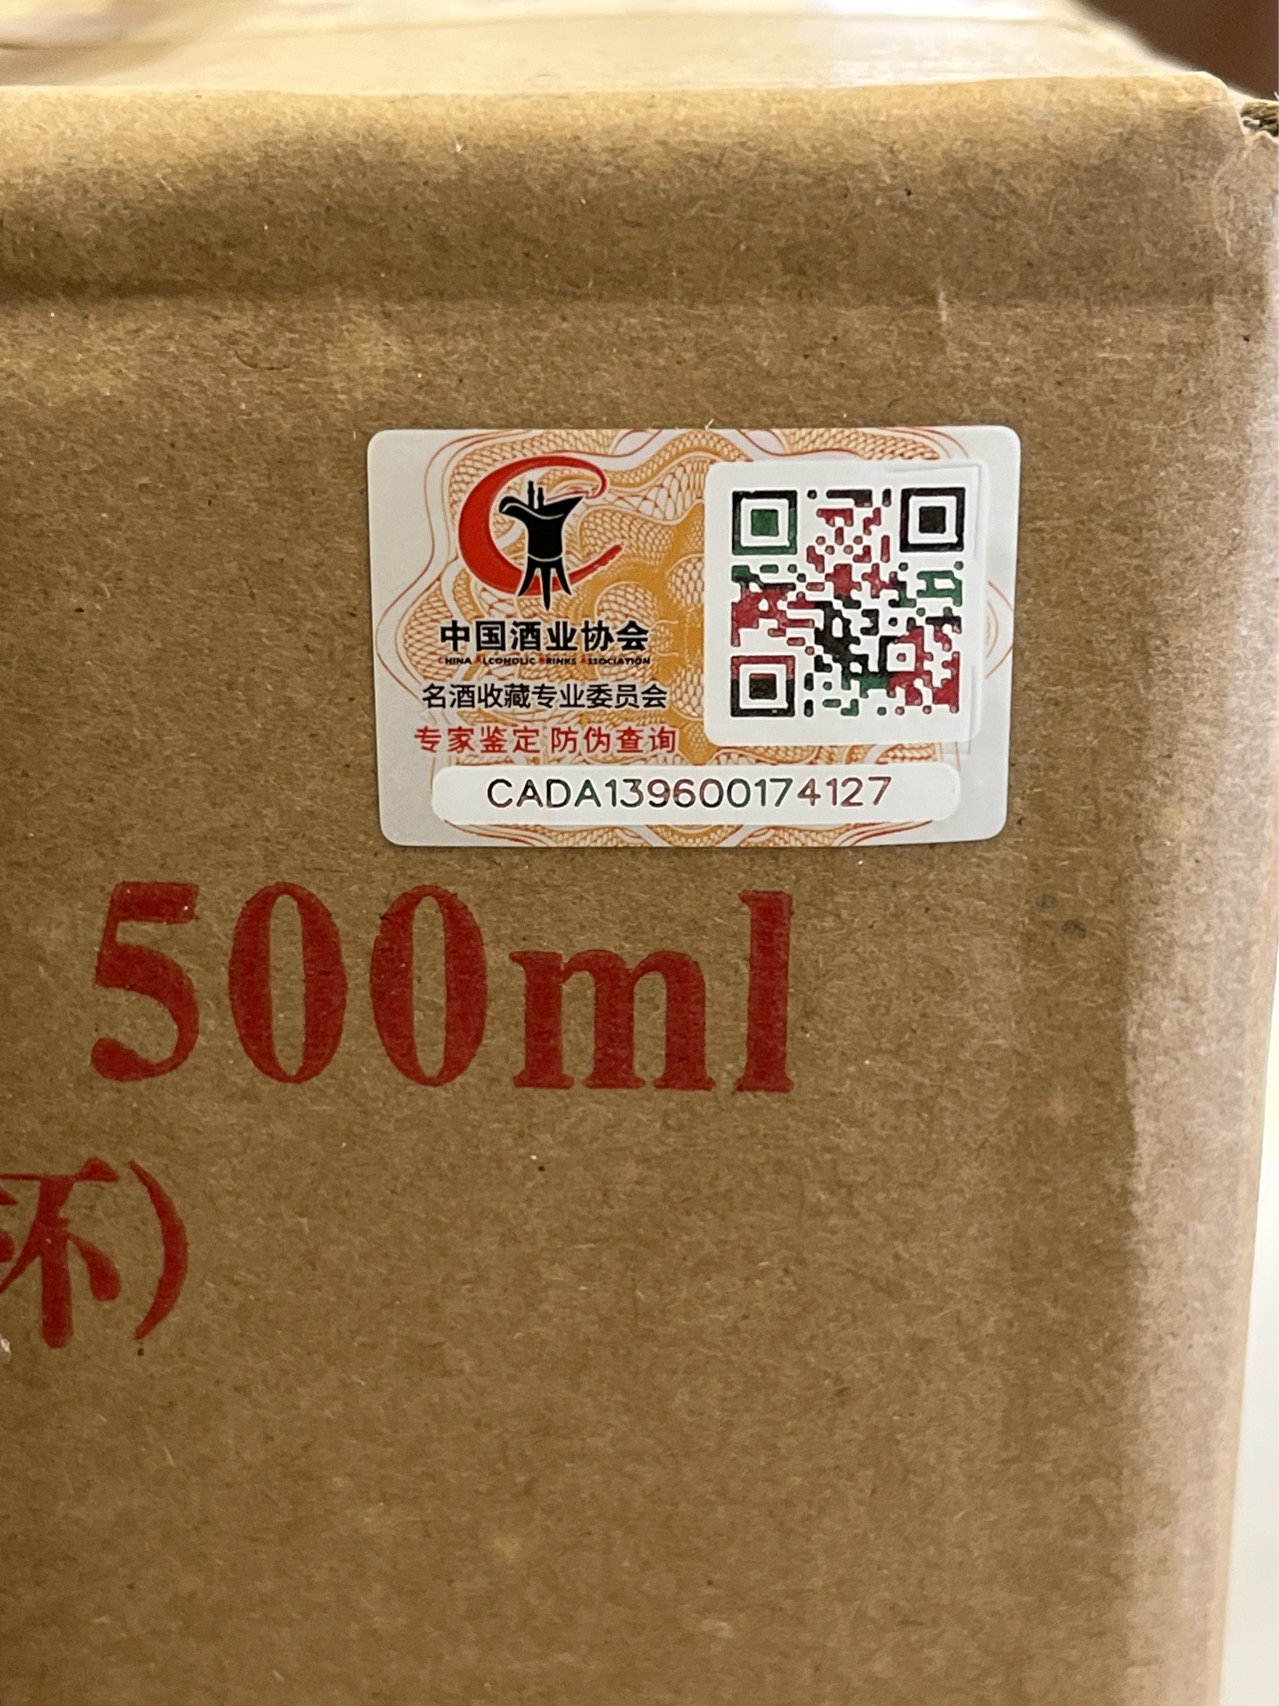 中国酒业协会
CHINA ALCOHOLIC DRINKS ASSOCIATION
名酒收藏专业委员会
专家鉴定 防伪查询
CADA139600174127
500ml
杯)